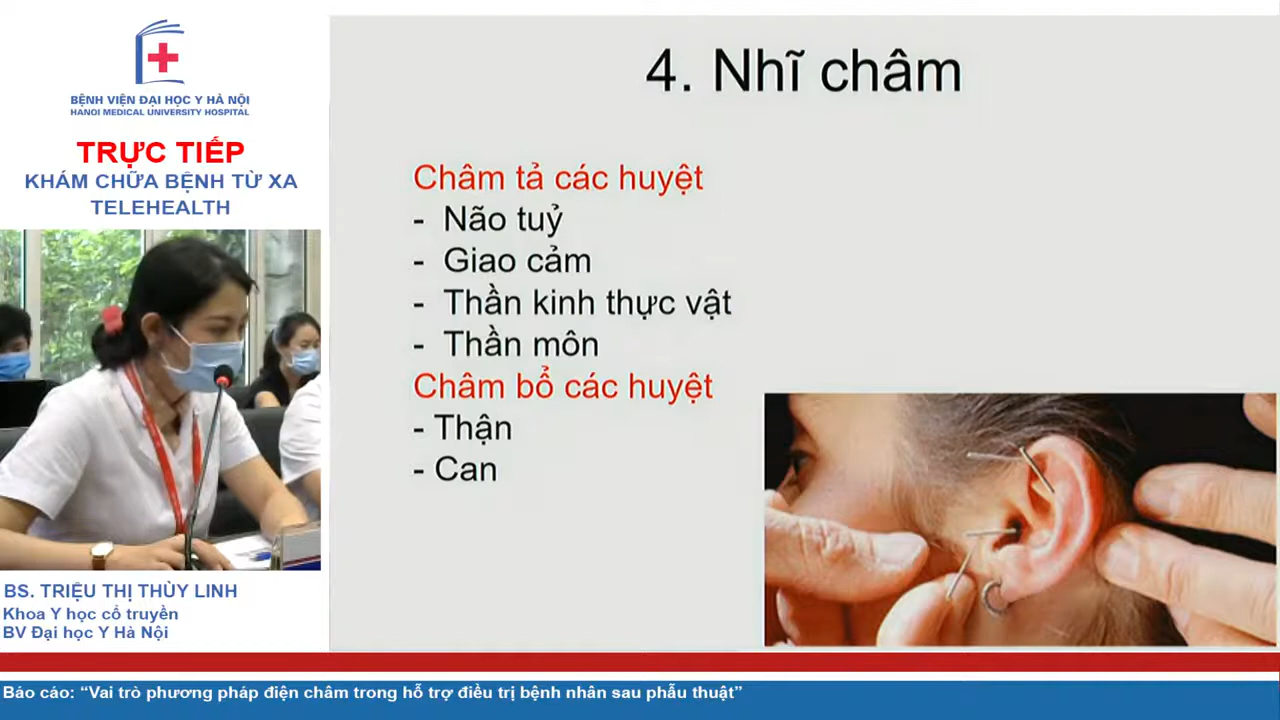 BỆNH VIỆN ĐẠI HỌC Y HÀ NỘI
HANOI MEDICAL UNIVERSITY HOSPITAL
TRỰC TIẾP
KHÁM CHỮA BỆNH TỪ XA
TELEHEALTH
BS. TRIỆU THỊ THÙY LINH
Khoa Y học cổ truyền
BV Đại học Y Hà Nội
4. Nhĩ châm
Châm tả các huyệt
- Não tuỷ
- Giao cảm
- Thần kinh thực vật
- Thần môn
Châm bổ các huyệt
- Thận
- Can
Báo cáo: “Vai trò phương pháp điện châm trong hỗ trợ điều trị bệnh nhân sau phẫu thuật”